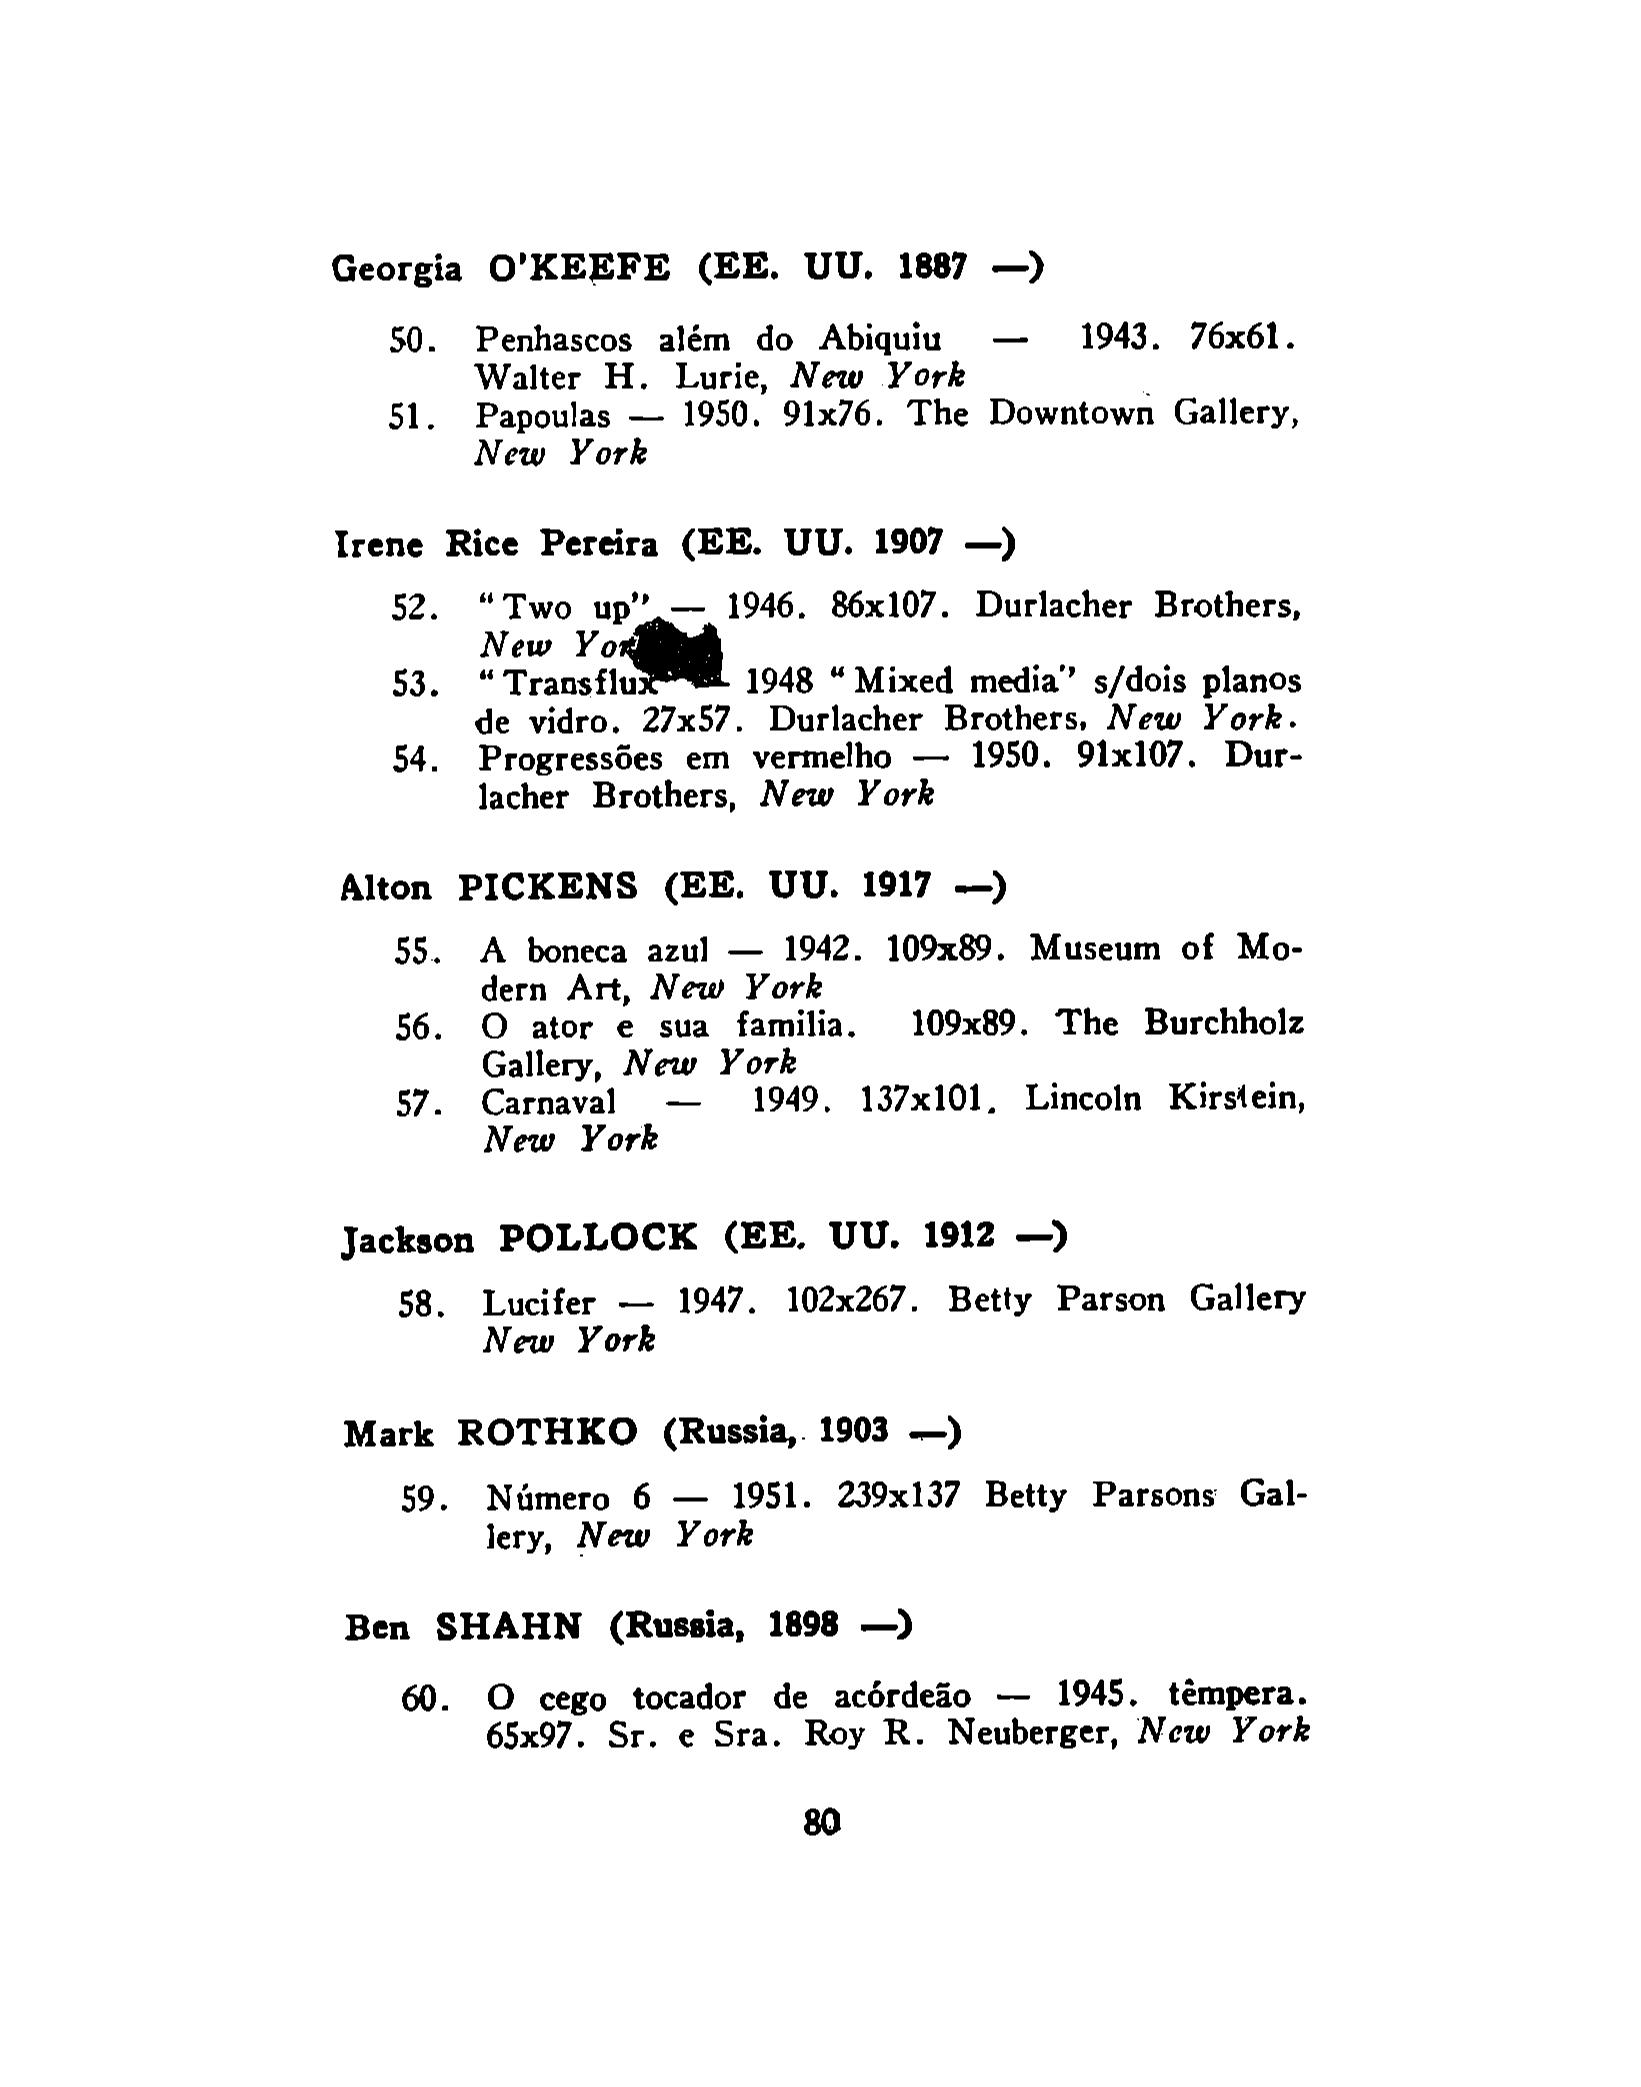 Georgia O'KEEFE (EE. UU. 1887 —)
50. Penhascos além do Abiquiu — 1943. 76x61.
Walter H. Lurie, New York
51. Papoulas — 1950. 91x76. The Downtown Gallery,
New York
Irene Rice Pereira (EE. UU. 1907 —)
52. "Two up" — 1946. 86x107. Durlacher Brothers,
New
53. "Transflux — 1948 "Mixed media" s/dois planos
de vidro. 27x57. Durlacher Brothers, New York.
54. Progressões em vermelho — 1950. 91x107. Dur-
lacher Brothers, New York
Alton PICKENS (EE. UU. 1917 —)
55. A boneca azul — 1942. 109x89. Museum of Mo-
dern Art, New York
56. O ator e sua familia. 109x89. The Burchholz
Gallery, New York
57. Carnaval — 1949. 137x101. Lincoln Kirstein,
New York
Jackson POLLOCK (EE. UU. 1912 —)
58. Lucifer — 1947. 102x267. Betty Parson Gallery
New York
Mark ROTHKO (Russia, 1903 —)
59. Número 6 — 1951. 239x137 Betty Parsons Gal-
lery, New York
Ben SHAHN (Russia, 1898 —)
60. O cego tocador de acórdeão — 1945. têmpera.
65x97. Sr. e Sra. Roy R. Neuberger, New York
80